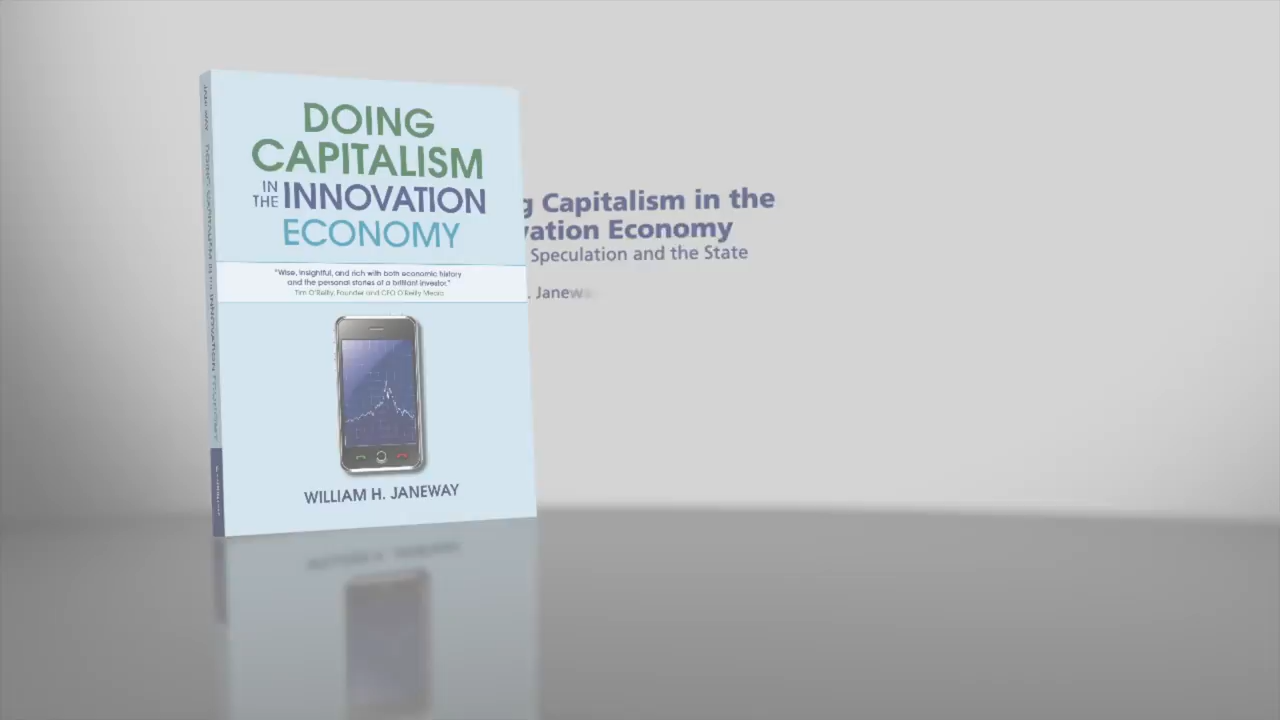 DOING
CAPITALISM
IN THE INNOVATION
ECONOMY
"Wise, insightful, and rich with both economic history
and the personal stories of a brilliant investor."
Tim O'Reilly, Founder and CEO O'Reilly Media
WILLIAM H. JANEWAY
g Capitalism in the
vation Economy
Speculation and the State
. Janeway